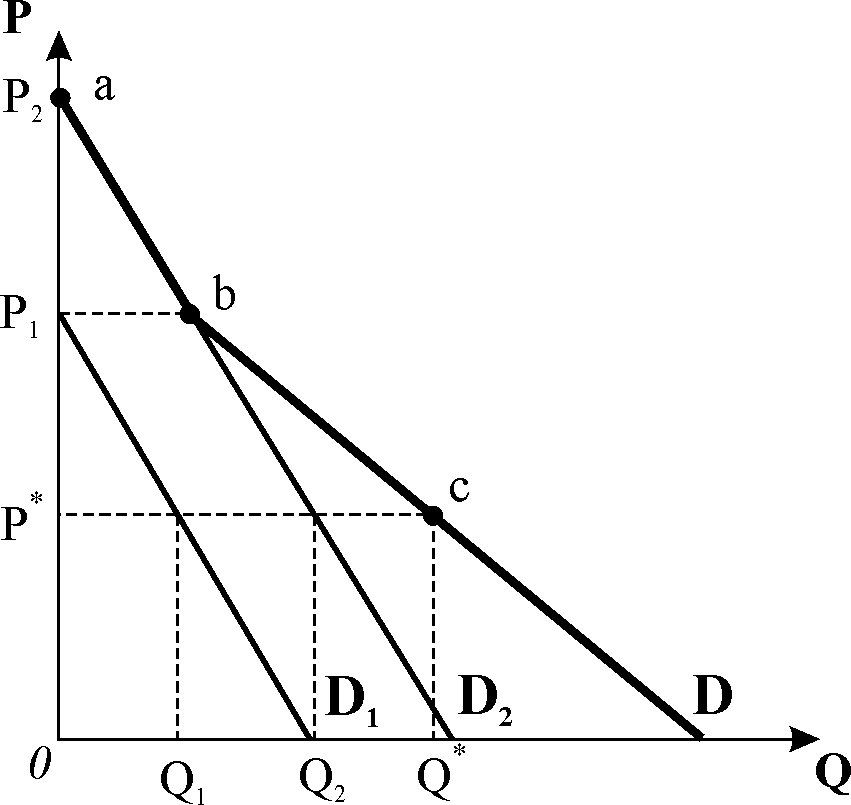 P
P₂ a
b
P₁
c
P*
D₁ D₂ D
0 Q₁ Q₂ Q* Q